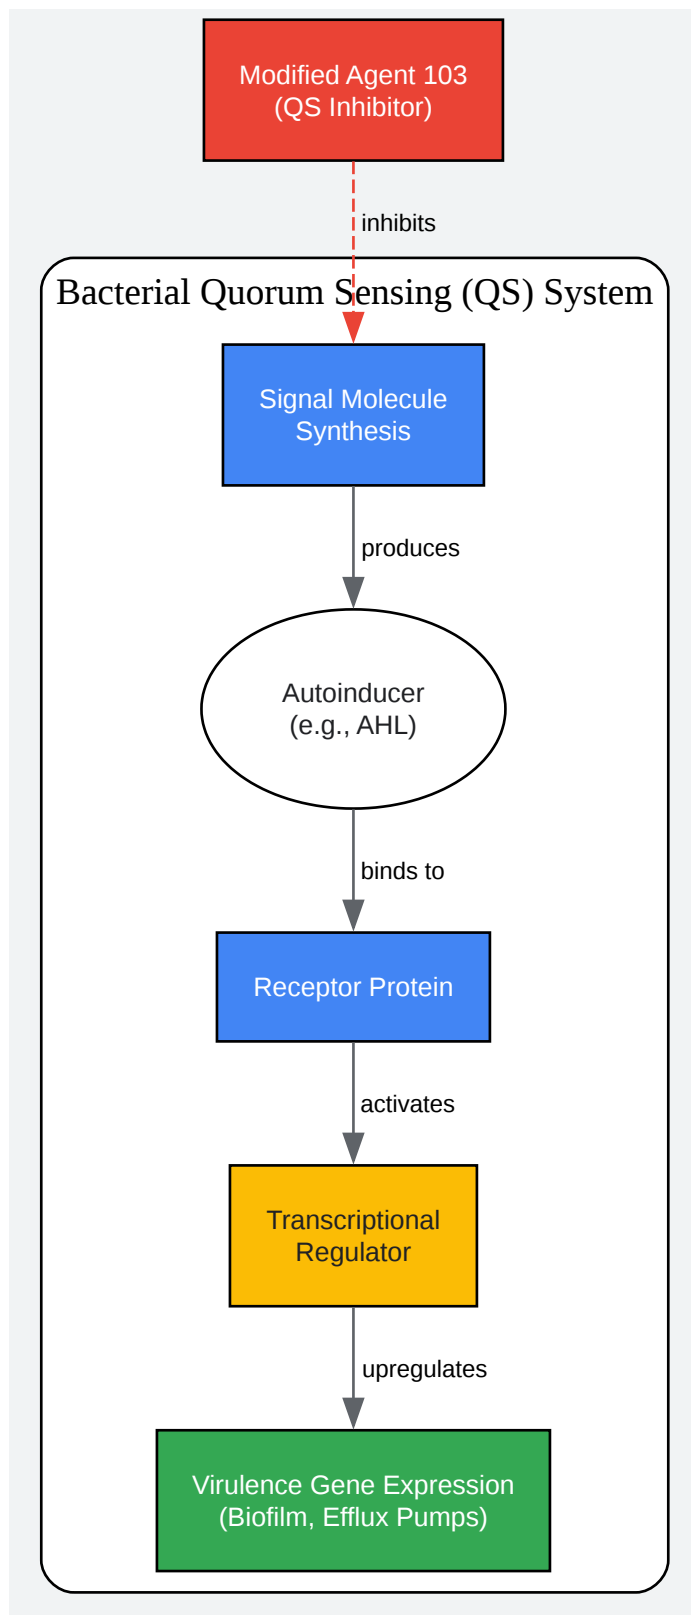 Modified Agent 103
(QS Inhibitor)
inhibits
Bacterial Quorum Sensing (QS) System
Signal Molecule
Synthesis
produces
Autoinducer
(e.g., AHL)
binds to
Receptor Protein
activates
Transcriptional
Regulator
upregulates
Virulence Gene Expression
(Biofilm, Efflux Pumps)